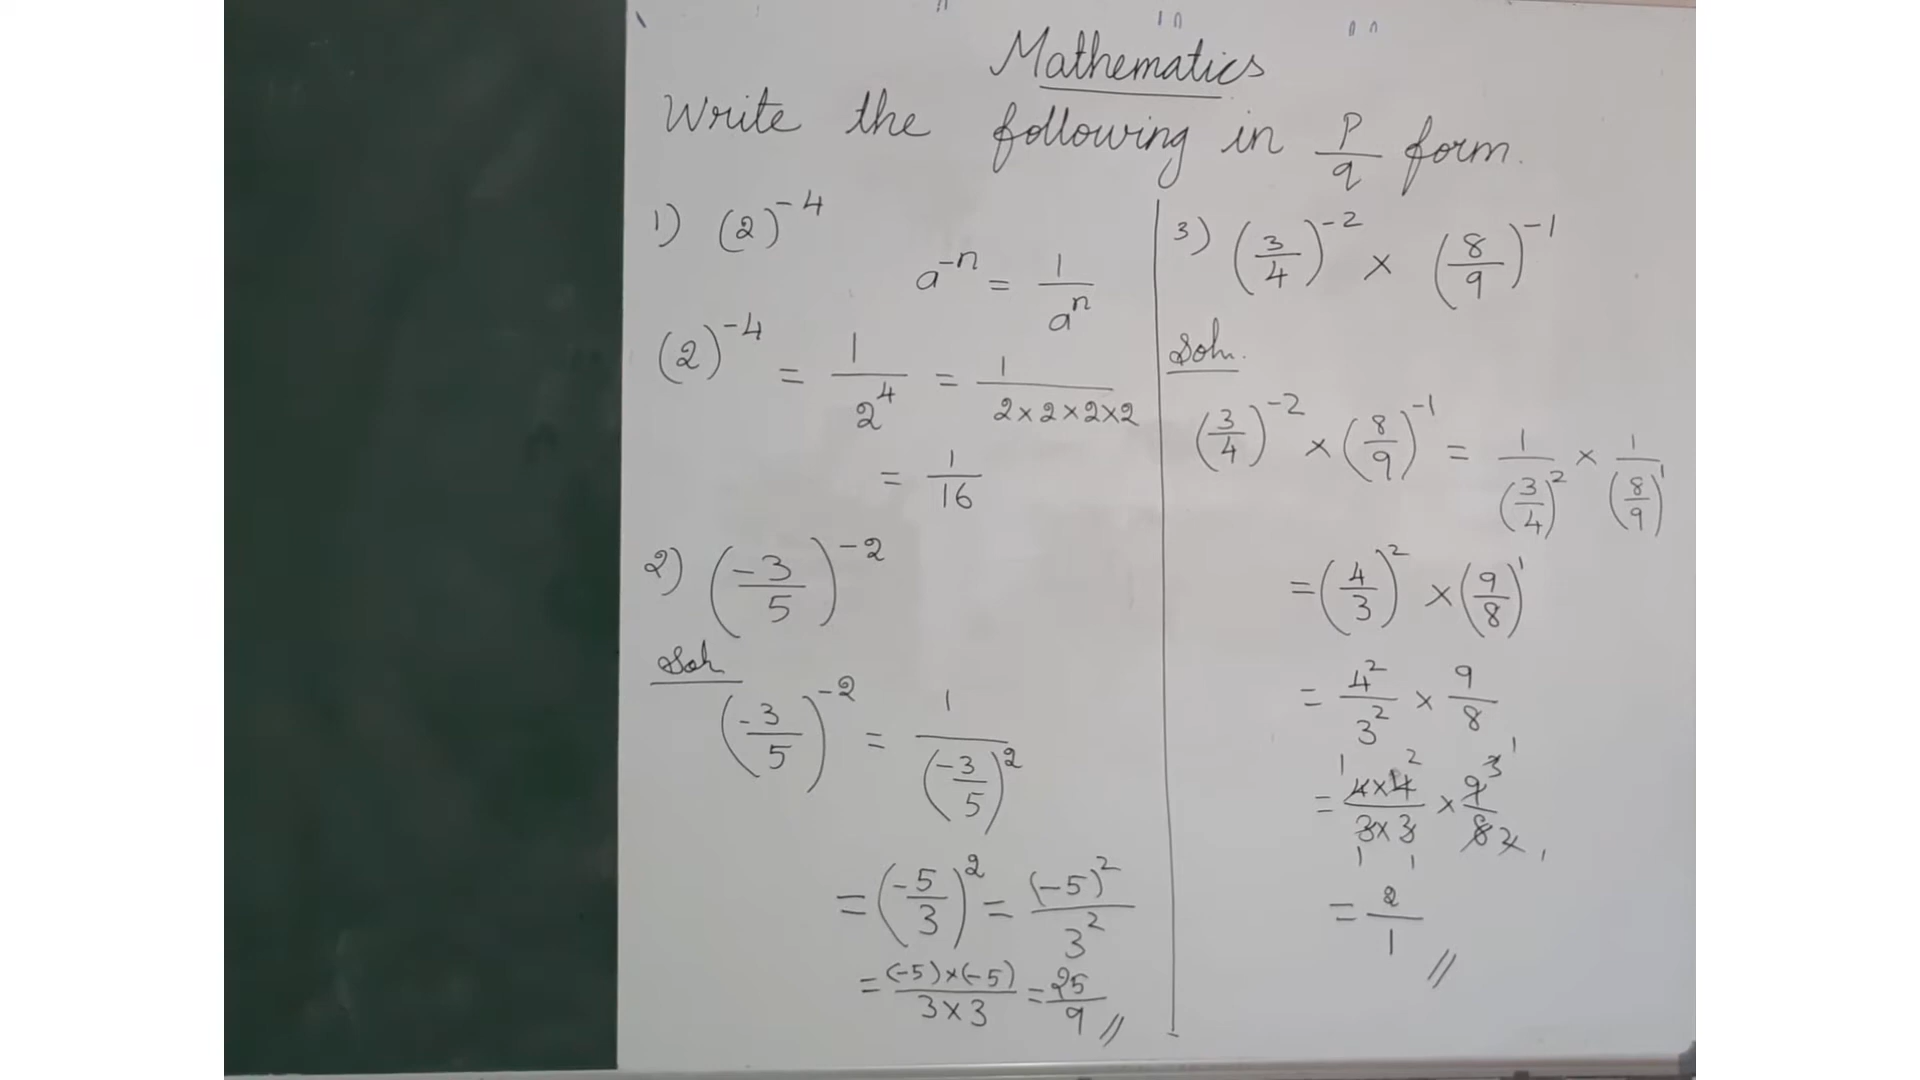 Mathematics
Write the following in p/q form.
1) (2)^-4
a^-n = 1/a^n
(2)^-4 = 1/2^4 = 1/(2×2×2×2)
= 1/16
2) (-3/5)^-2
Soln
(-3/5)^-2 = 1/(-3/5)^2
= (-5/3)^2 = (-5)^2/3^2
= (-5)×(-5)/(3×3) = 25/9 //
3) (3/4)^-2 × (8/9)^-1
Soln.
(3/4)^-2 × (8/9)^-1 = 1/(3/4)^2 × 1/(8/9)^1
= (4/3)^2 × (9/8)^1
= 4^2/3^2 × 9/8
= (4×4)/(3×3) × 9/8
= 2/1 //